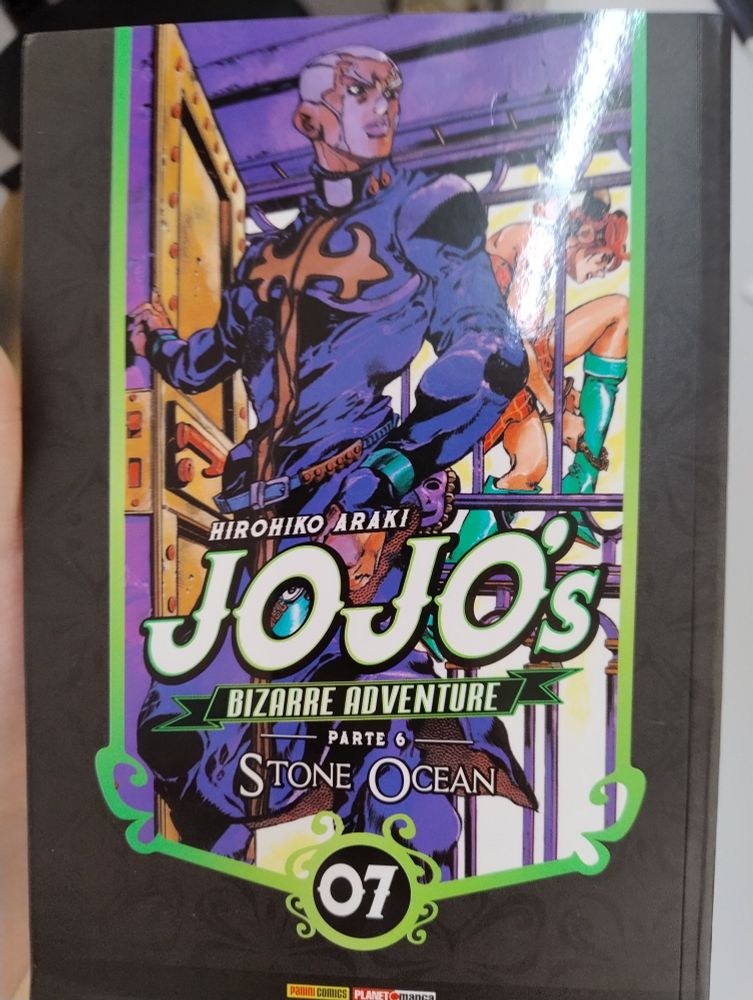 HIROHIKO ARAKI
JOJO's
BIZARRE ADVENTURE
PARTE 6
STONE OCEAN
07
PANINI COMICS PLANET manga